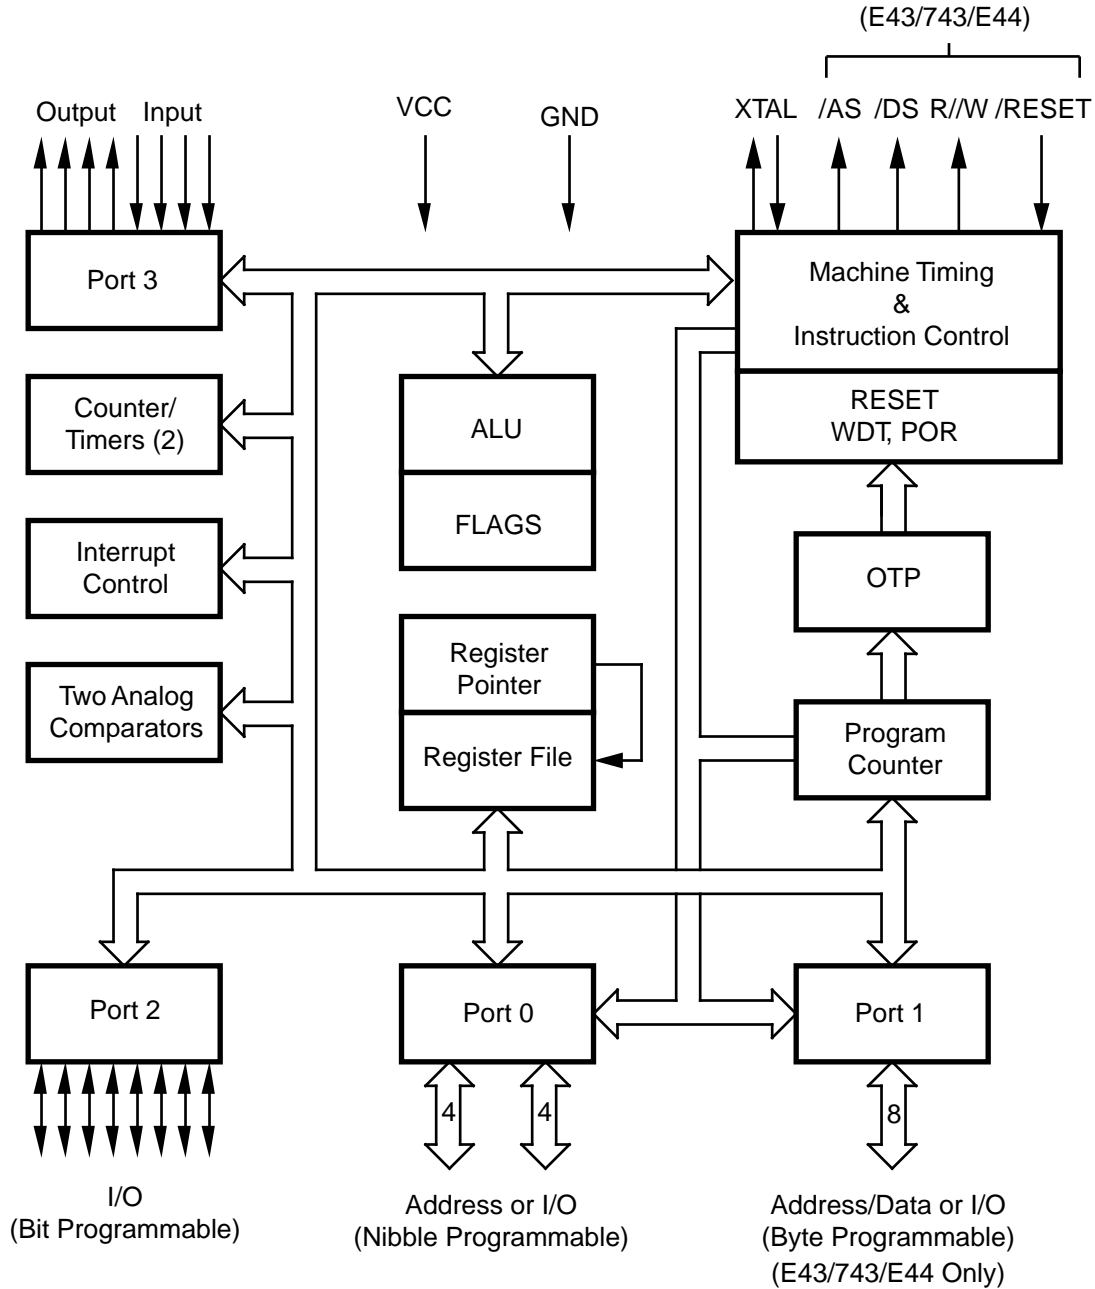 (E43/743/E44)
Output Input VCC GND XTAL /AS /DS R//W /RESET
Port 3
Machine Timing
&
Instruction Control
RESET
WDT, POR
Counter/
Timers (2)
ALU
FLAGS
Interrupt
Control
OTP
Register
Pointer
Register File
Two Analog
Comparators
Program
Counter
Port 2
Port 0
Port 1
4
4
8
I/O
(Bit Programmable)
Address or I/O
(Nibble Programmable)
Address/Data or I/O
(Byte Programmable)
(E43/743/E44 Only)